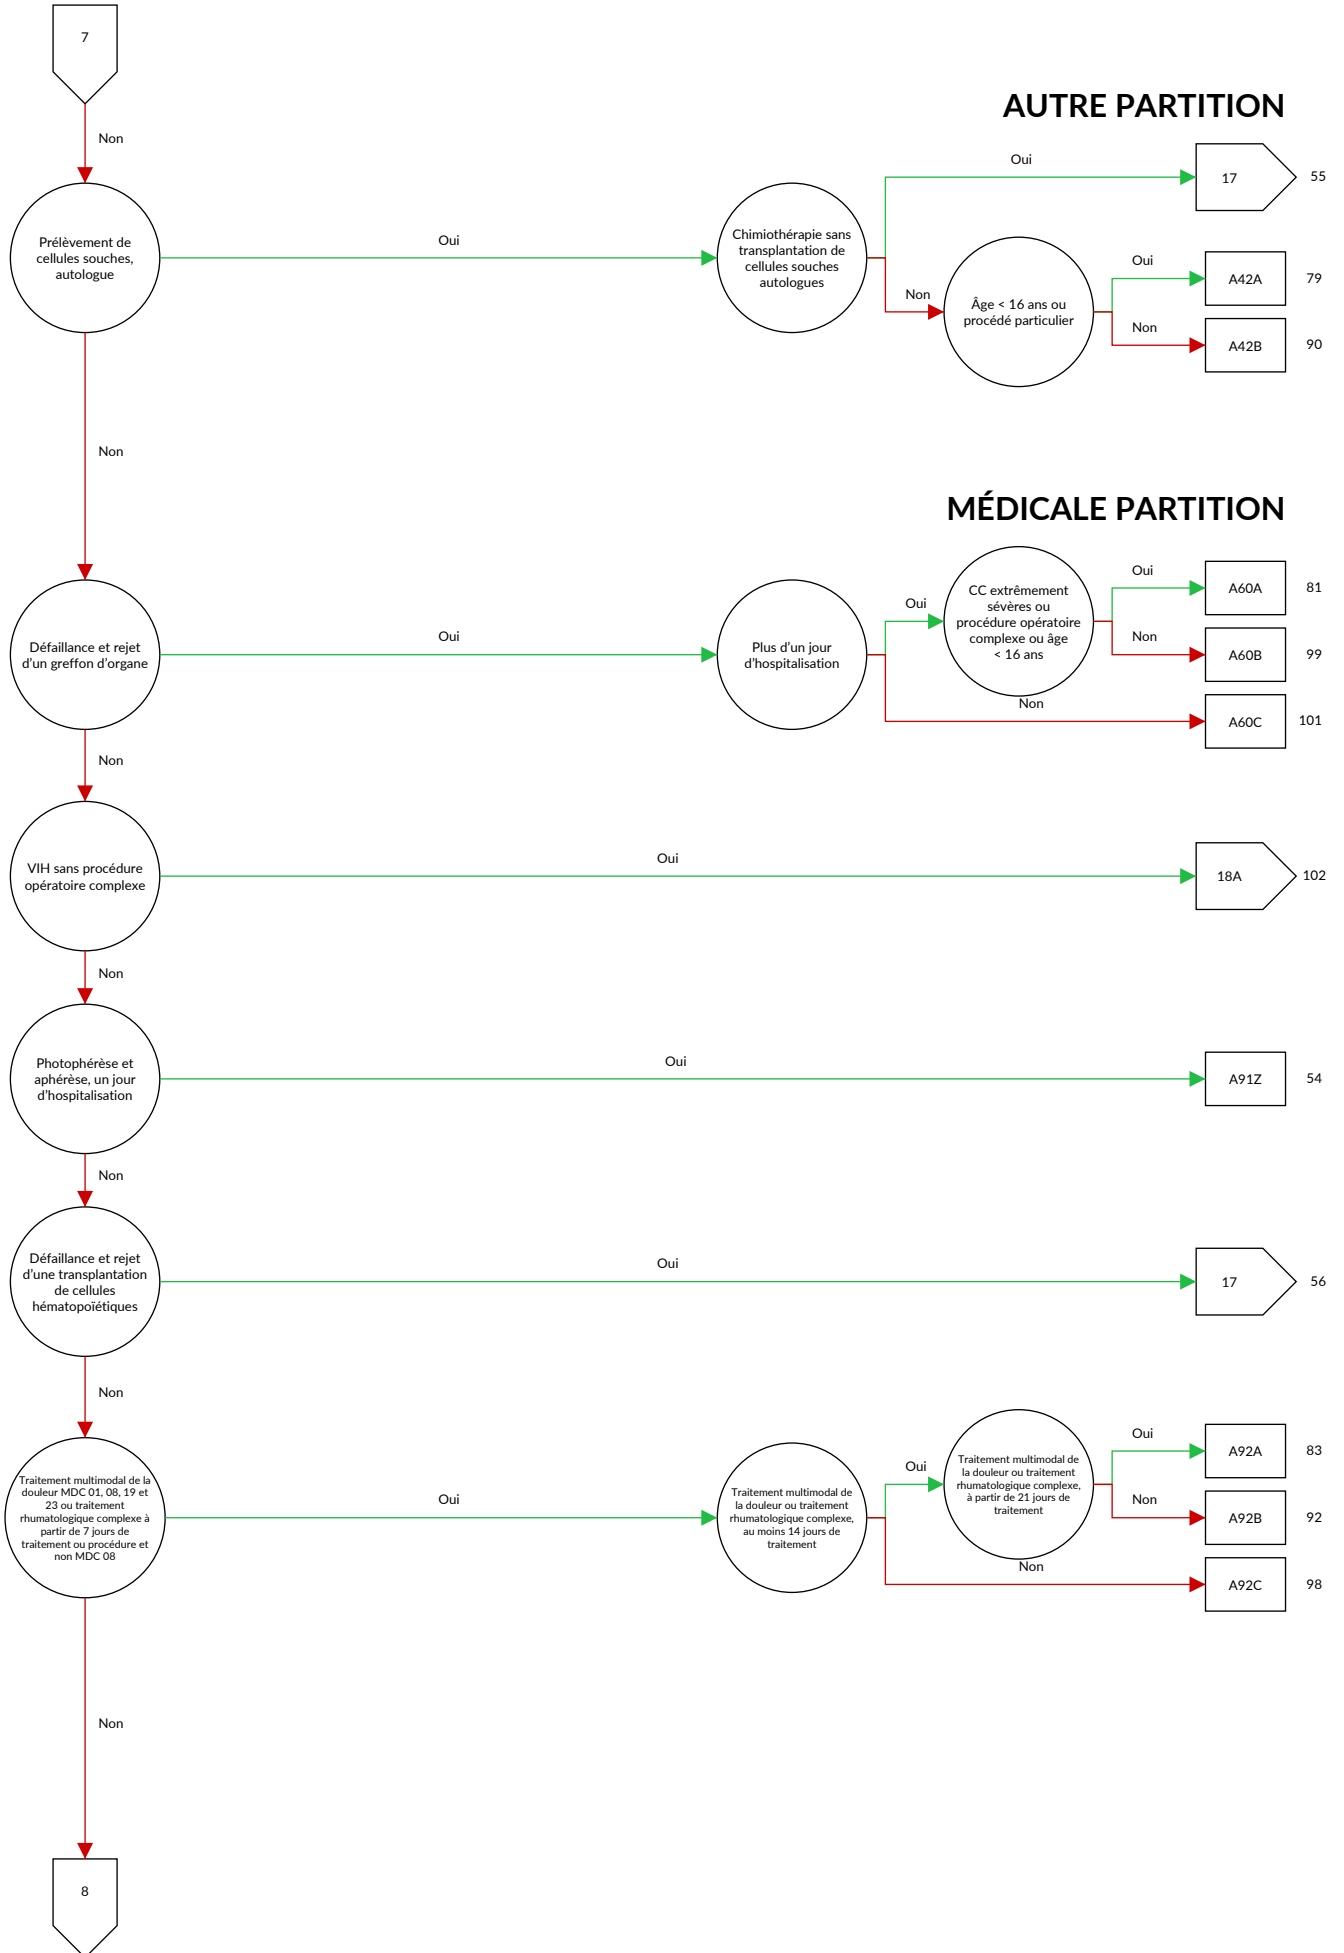 7
Non
AUTRE PARTITION
Oui
17
55
Prélèvement de
cellules souches,
autologue
Oui
Chimiothérapie sans
transplantation de
cellules souches
autologues
Non
Âge < 16 ans ou
procédé particulier
Oui
A42A
79
Non
A42B
90
Non
MÉDICALE PARTITION
Défaillance et rejet
d'un greffon d'organe
Oui
Plus d'un jour
d'hospitalisation
Oui
CC extrêmement
sévères ou
procédure opératoire
complexe ou âge
< 16 ans
Oui
A60A
81
Non
A60B
99
Non
A60C
101
Non
VIH sans procédure
opératoire complexe
Oui
18A
102
Non
Photophérèse et
aphérèse, un jour
d'hospitalisation
Oui
A91Z
54
Non
Défaillance et rejet
d'une transplantation
de cellules
hématopoïétiques
Oui
17
56
Non
Traitement multimodal de la
douleur MDC 01, 08, 19 et
23 ou traitement
rhumatologique complexe à
partir de 7 jours de
traitement ou procédure et
non MDC 08
Oui
Traitement multimodal de
la douleur ou traitement
rhumatologique complexe,
au moins 14 jours de
traitement
Oui
Traitement multimodal de
la douleur ou traitement
rhumatologique complexe,
à partir de 21 jours de
traitement
Oui
A92A
83
Non
A92B
92
Non
A92C
98
Non
8